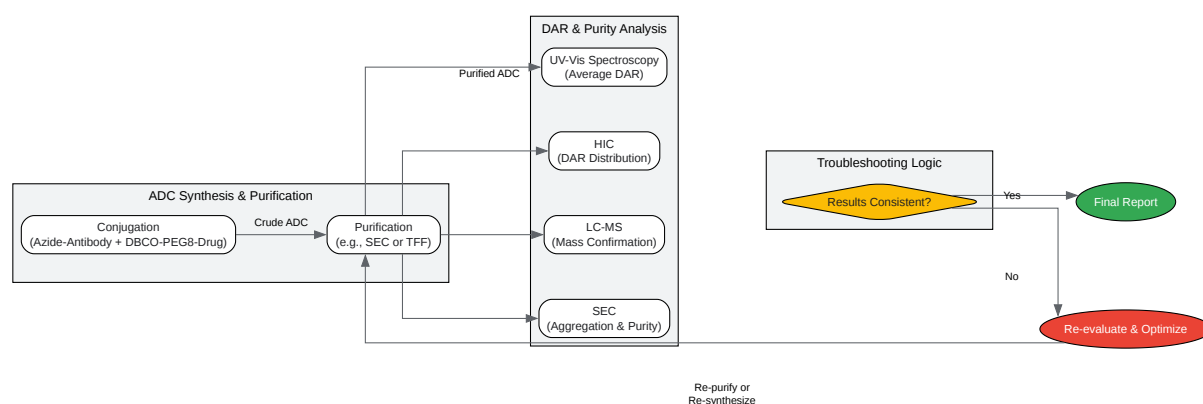 DAR & Purity Analysis
UV-Vis Spectroscopy
(Average DAR)
Purified ADC
HIC
(DAR Distribution)
Troubleshooting Logic
Results Consistent?
Yes
Final Report
ADC Synthesis & Purification
Conjugation
(Azide-Antibody + DBCO-PEG8-Drug)
Crude ADC
Purification
(e.g., SEC or TFF)
LC-MS
(Mass Confirmation)
No
SEC
(Aggregation & Purity)
Re-evaluate & Optimize
Re-purify or
Re-synthesize